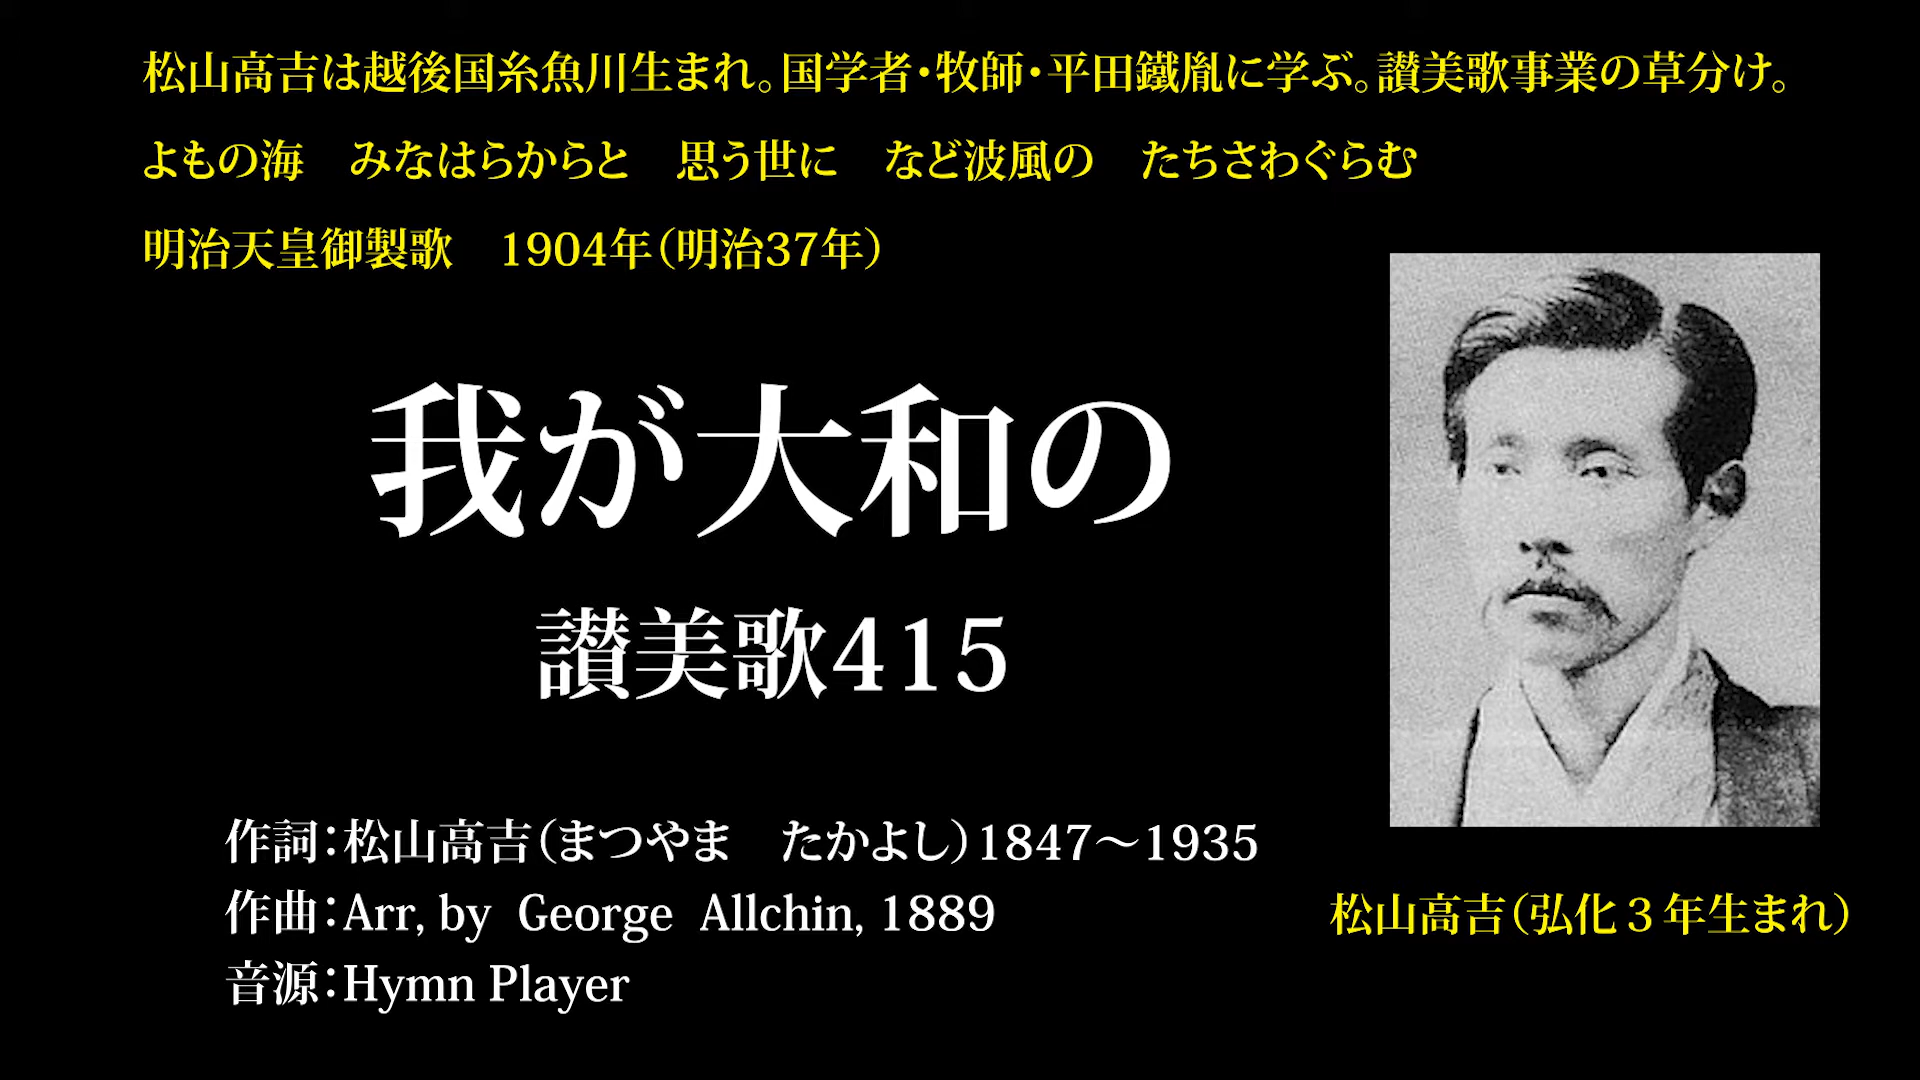 松山高吉は越後国糸魚川生まれ。国学者・牧師・平田鐵胤に学ぶ。讃美歌事業の草分け。
よもの海　みなはらからと　思う世に　など波風の　たちさわぐらむ
明治天皇御製歌　1904年（明治37年）
我が大和の
讃美歌415
作詞：松山高吉（まつやま　たかよし）1847〜1935
作曲：Arr, by George Allchin, 1889
音源：Hymn Player
松山高吉（弘化３年生まれ）